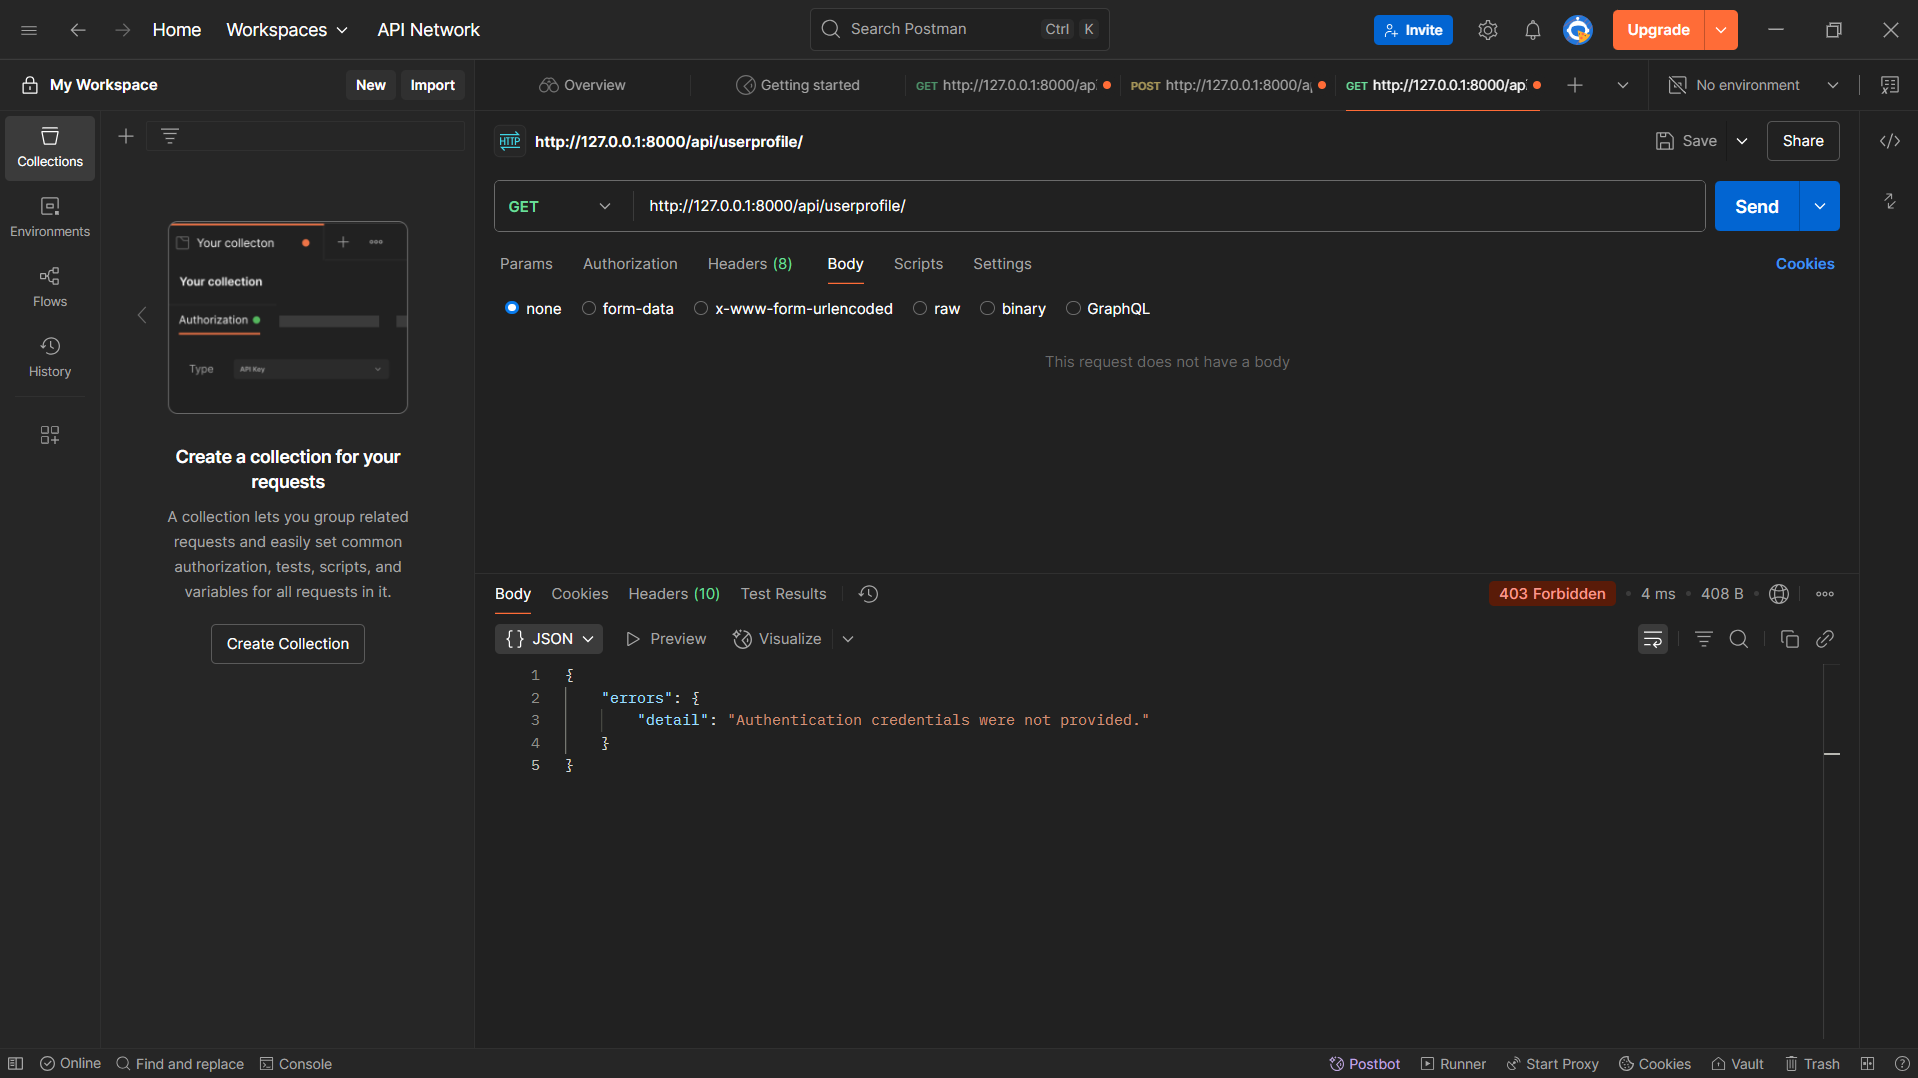 Home Workspaces API Network Search Postman Ctrl K Invite Upgrade
My Workspace New Import Overview Getting started GET http://127.0.0.1:8000/ap POST http://127.0.0.1:8000/a GET http://127.0.0.1:8000/ap No environment
Collections
Environments
Flows
History
Your collecton
Your collection
Authorization
Type API Key
Create a collection for your
requests
A collection lets you group related
requests and easily set common
authorization, tests, scripts, and
variables for all requests in it.
Create Collection
HTTP http://127.0.0.1:8000/api/userprofile/ Save Share
GET http://127.0.0.1:8000/api/userprofile/ Send
Params Authorization Headers (8) Body Scripts Settings Cookies
none form-data x-www-form-urlencoded raw binary GraphQL
This request does not have a body
Body Cookies Headers (10) Test Results 403 Forbidden • 4 ms • 408 B •
{} JSON Preview Visualize
1 {
2 "errors": {
3 "detail": "Authentication credentials were not provided."
4 }
5 }
Online Find and replace Console Postbot Runner Start Proxy Cookies Vault Trash